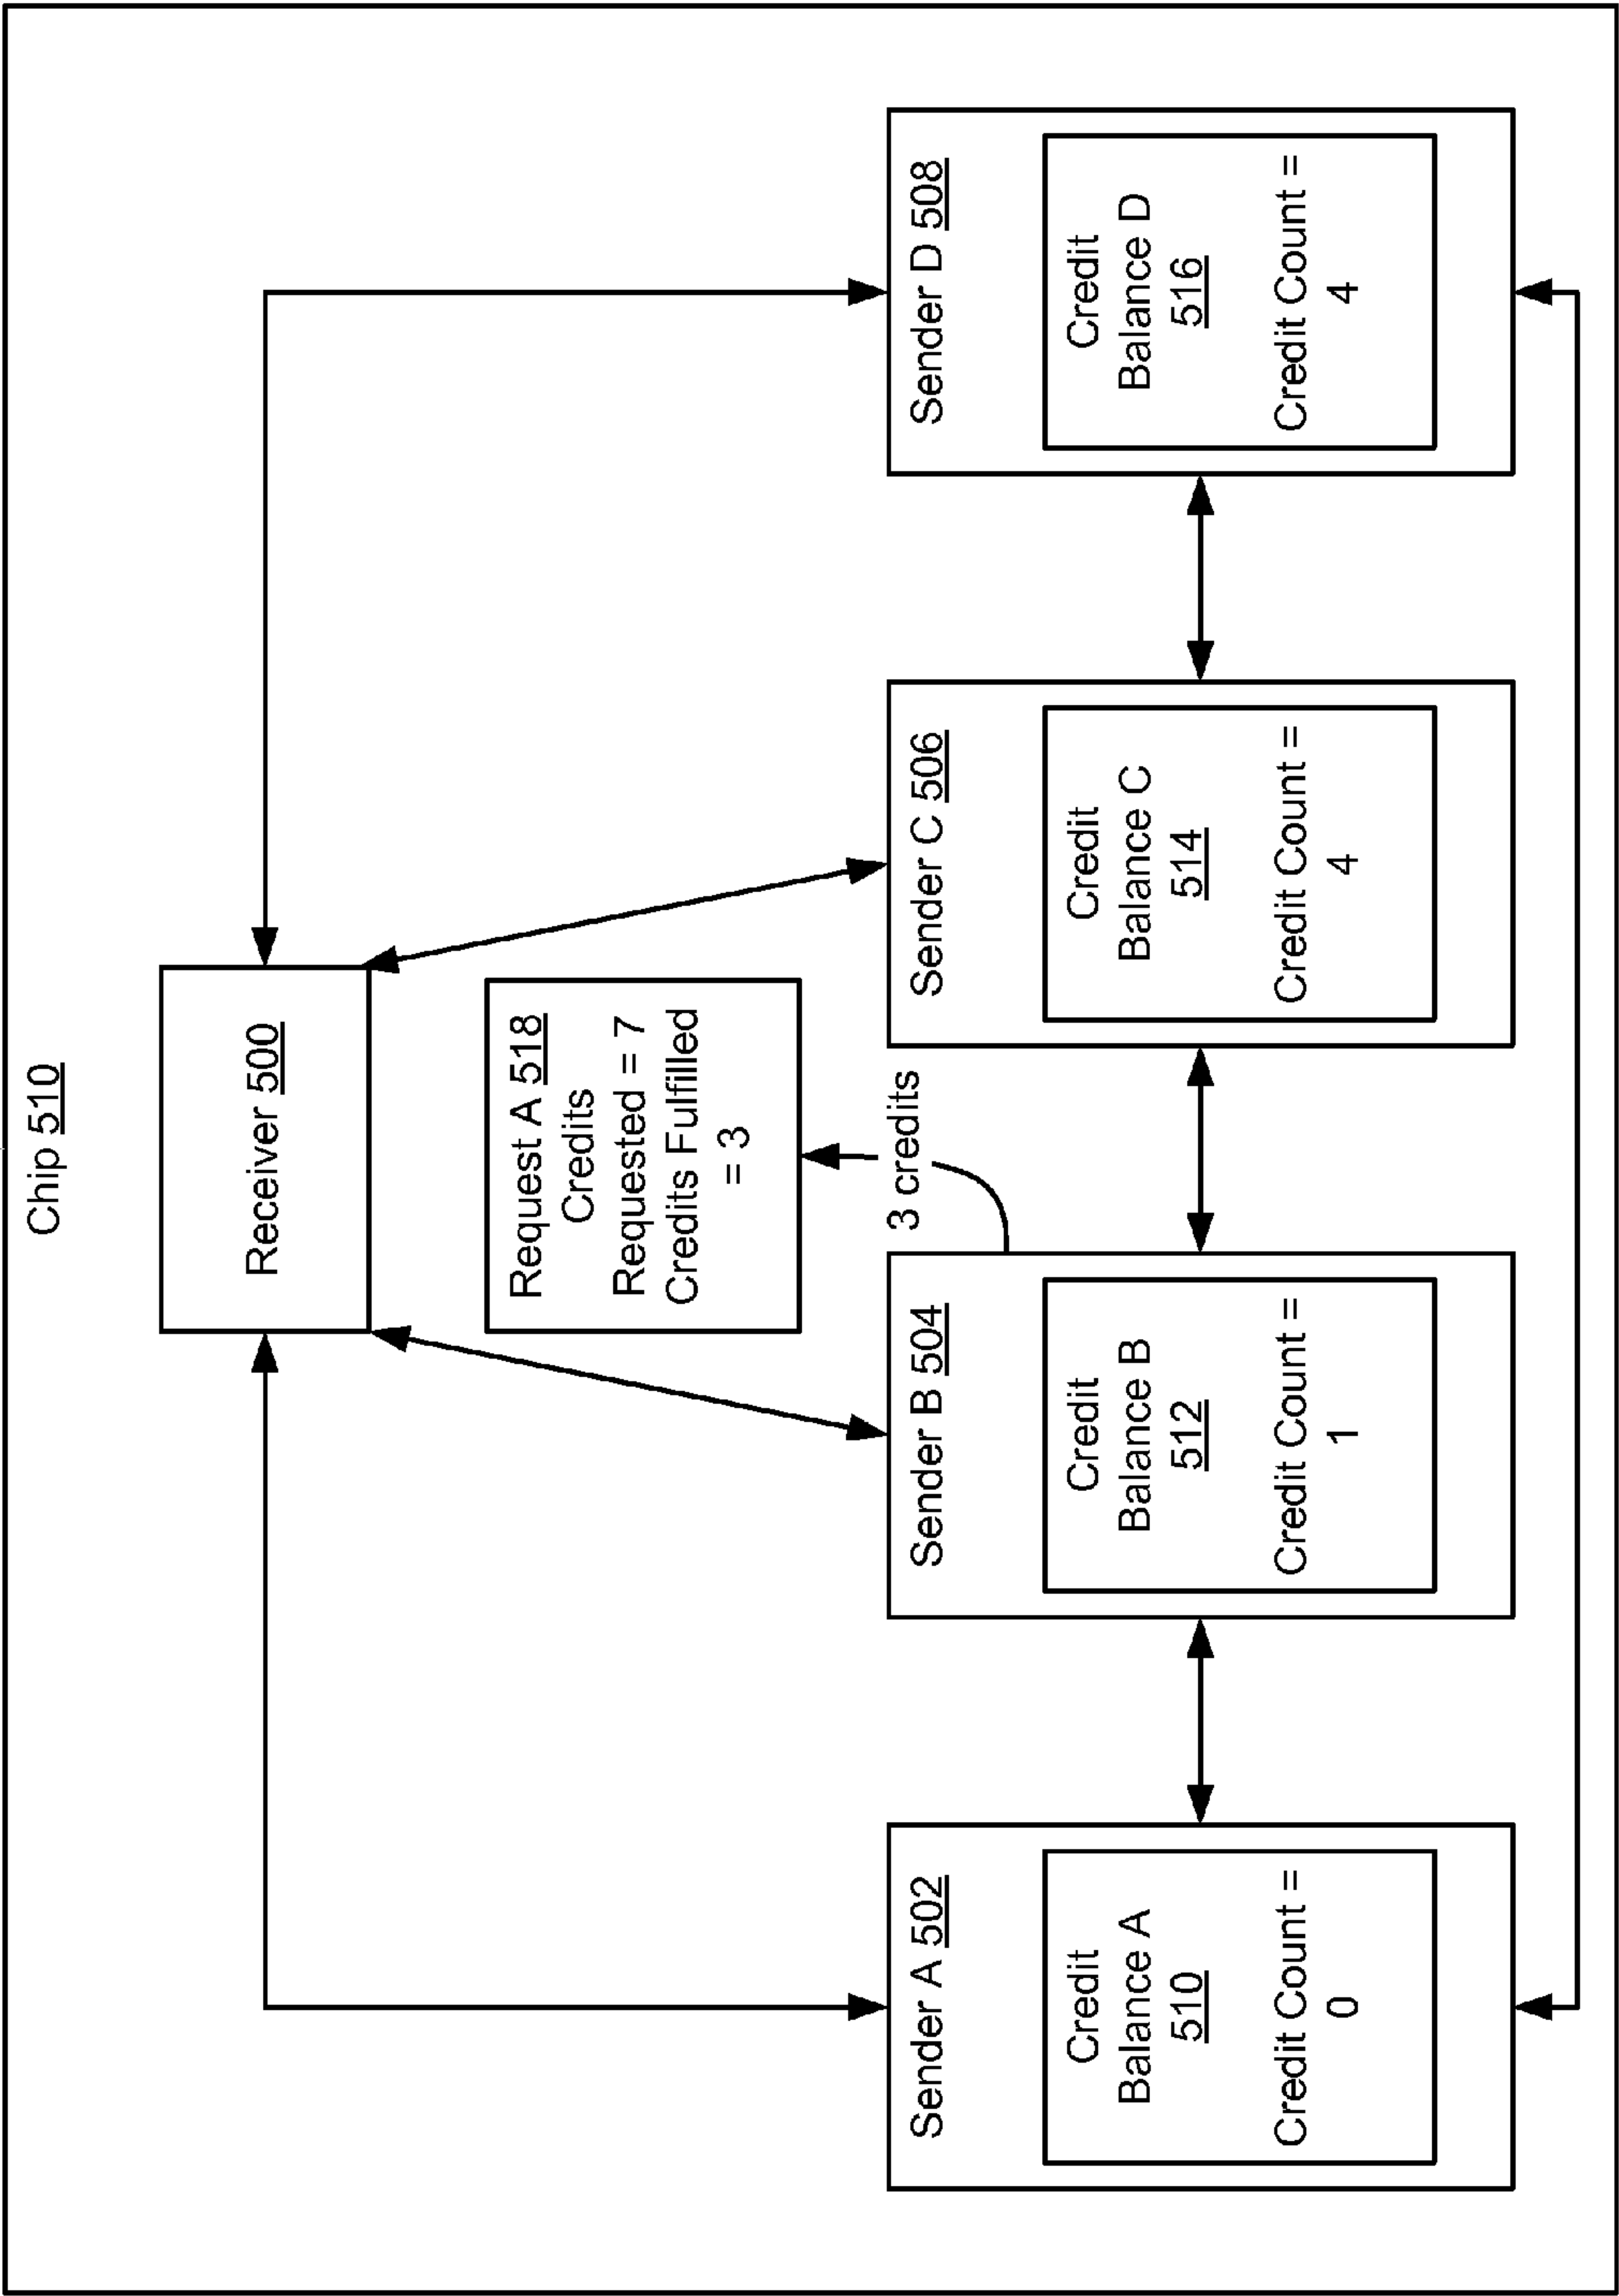 Chip 510
Receiver 500
Request A 518
Credits
Requested = 7
Credits Fulfilled
= 3
3 credits
Sender A 502
Credit
Balance A
510
Credit Count =
0
Sender B 504
Credit
Balance B
512
Credit Count =
1
Sender C 506
Credit
Balance C
514
Credit Count =
4
Sender D 508
Credit
Balance D
516
Credit Count =
4